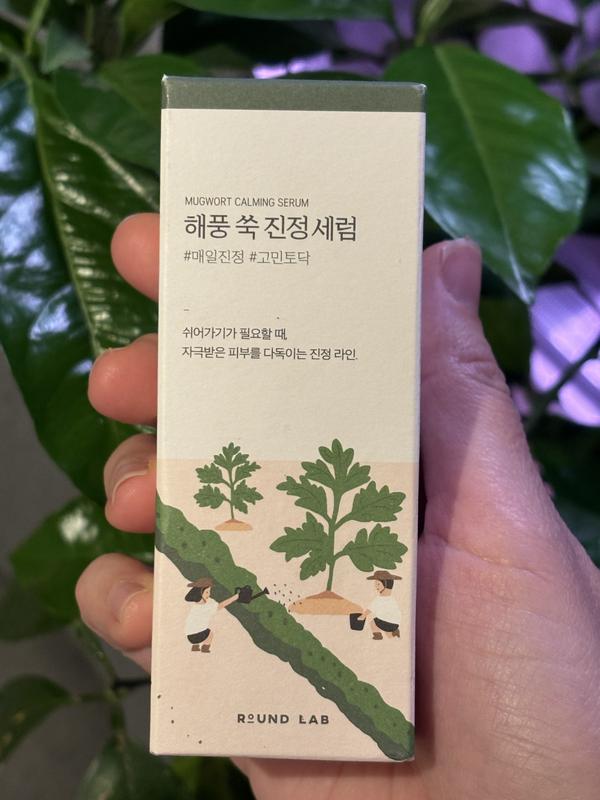 MUGWORT CALMING SERUM
해풍 쑥 진정 세럼
#매일진정 #고민토닥
쉬어가기가 필요할 때,
자극받은 피부를 다독이는 진정 라인.
ROUND LAB